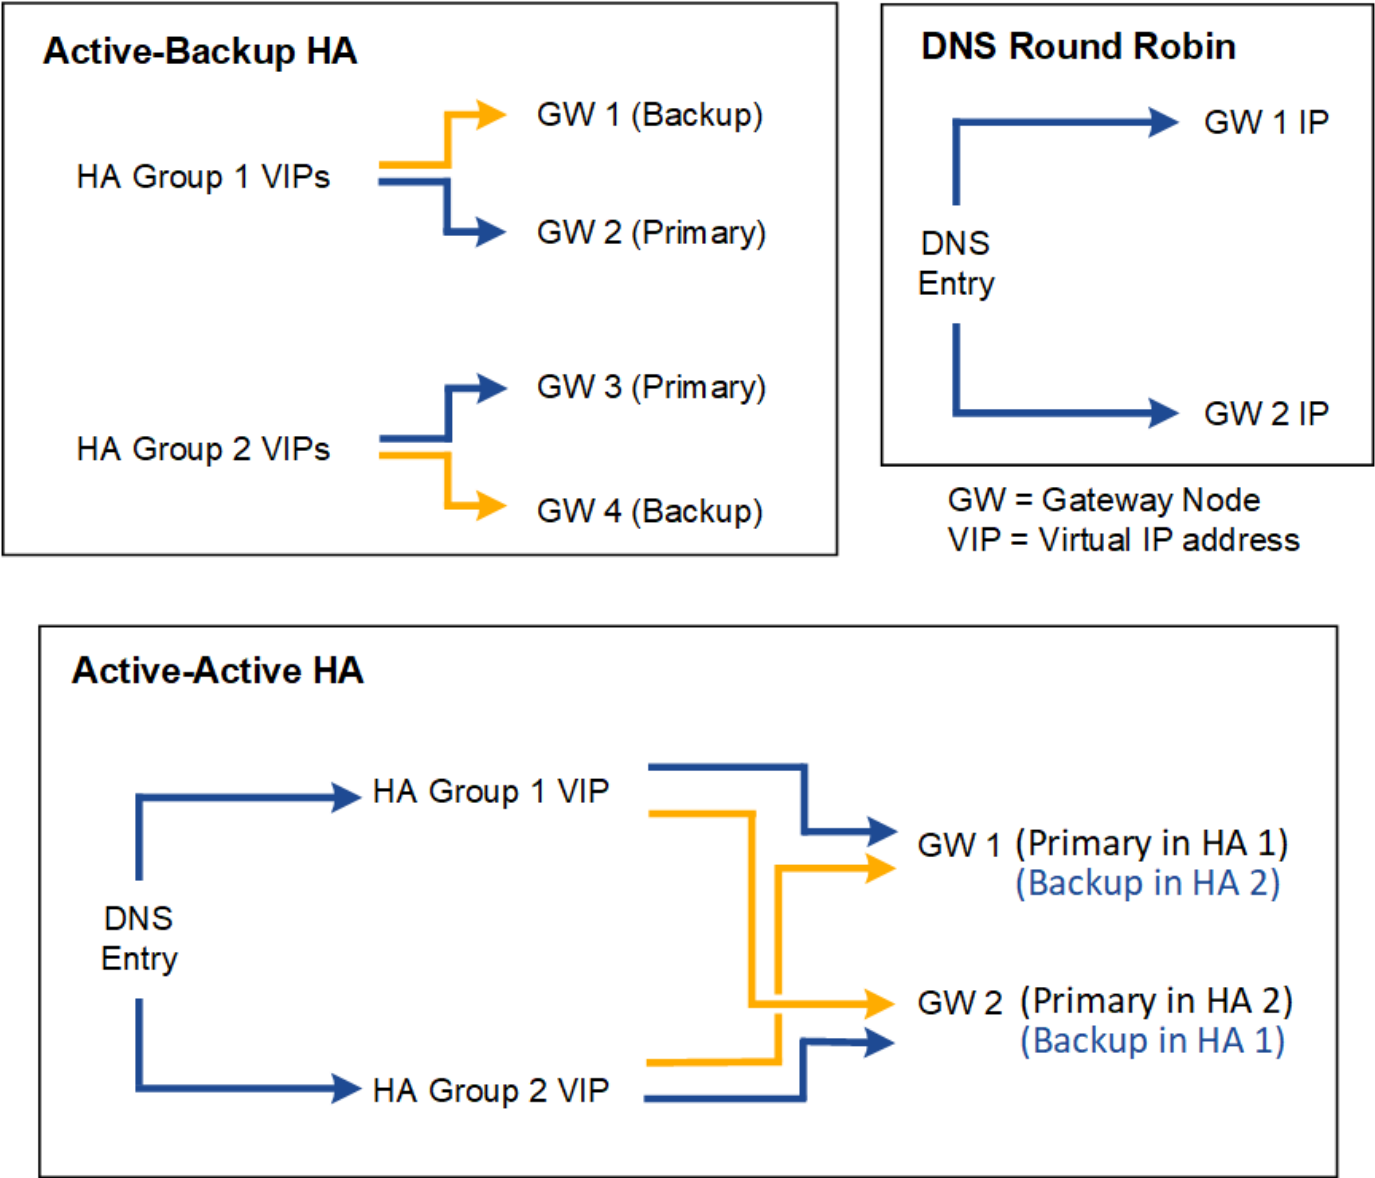 Active-Backup HA
HA Group 1 VIPs
GW 1 (Backup)
GW 2 (Primary)
HA Group 2 VIPs
GW 3 (Primary)
GW 4 (Backup)
DNS Round Robin
GW 1 IP
DNS
Entry
GW 2 IP
GW = Gateway Node
VIP = Virtual IP address
Active-Active HA
DNS
Entry
HA Group 1 VIP
HA Group 2 VIP
GW 1 (Primary in HA 1)
(Backup in HA 2)
GW 2 (Primary in HA 2)
(Backup in HA 1)